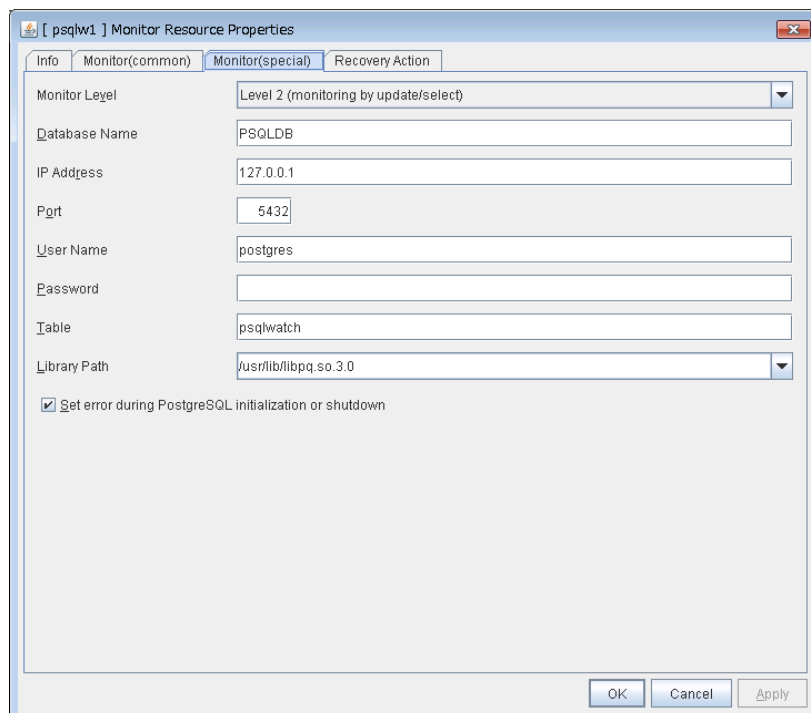 [ psqlw1 ] Monitor Resource Properties
Info Monitor(common) Monitor(special) Recovery Action
Monitor Level Level 2 (monitoring by update/select)
Database Name PSQLDB
IP Address 127.0.0.1
Port 5432
User Name postgres
Password
Table psqlwatch
Library Path /usr/lib/libpq.so.3.0
Set error during PostgreSQL initialization or shutdown
OK Cancel Apply